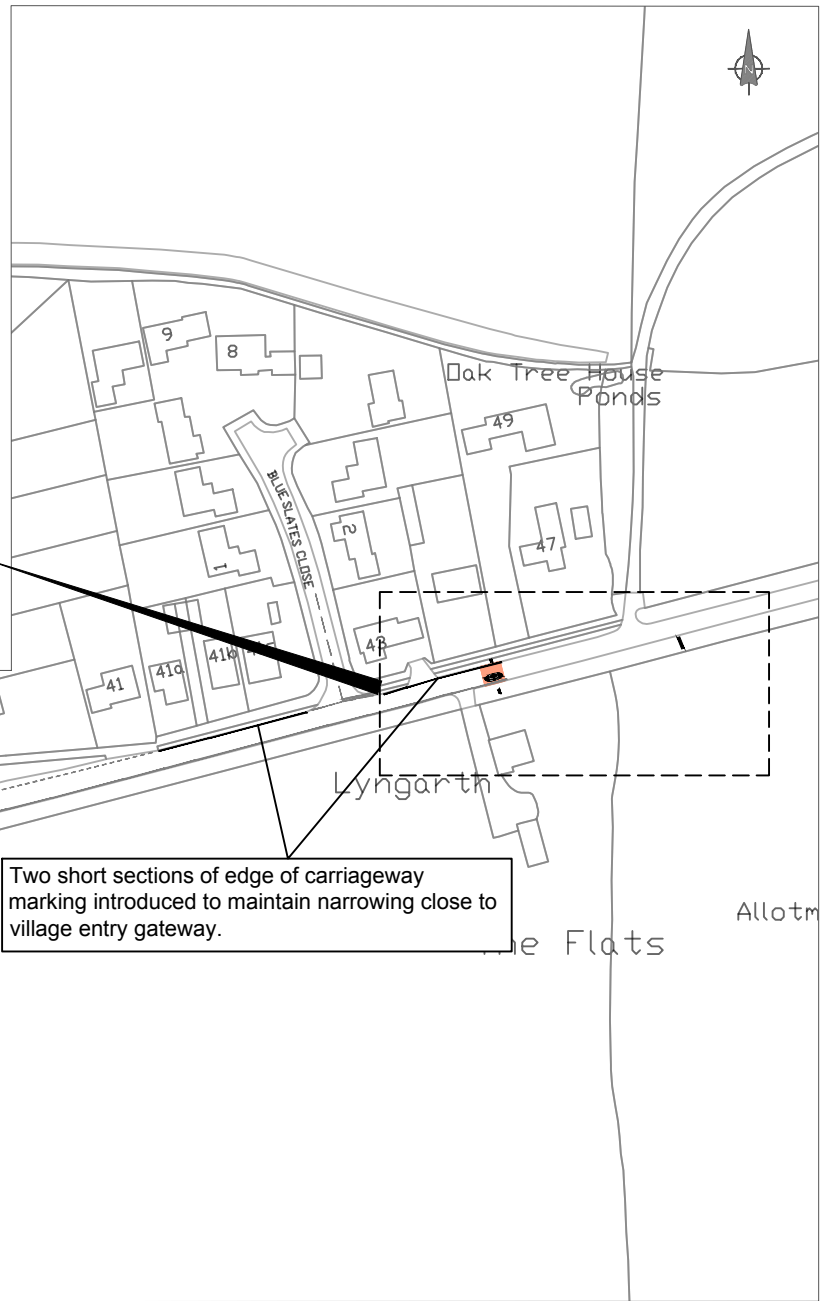 N
9
8
Oak Tree House
Ponds
49
BLUE SLATES CLOSE
2
1
47
43
41
41a
41b
Lyngarth
Two short sections of edge of carriageway
marking introduced to maintain narrowing close to
village entry gateway.
Allotm
he Flats